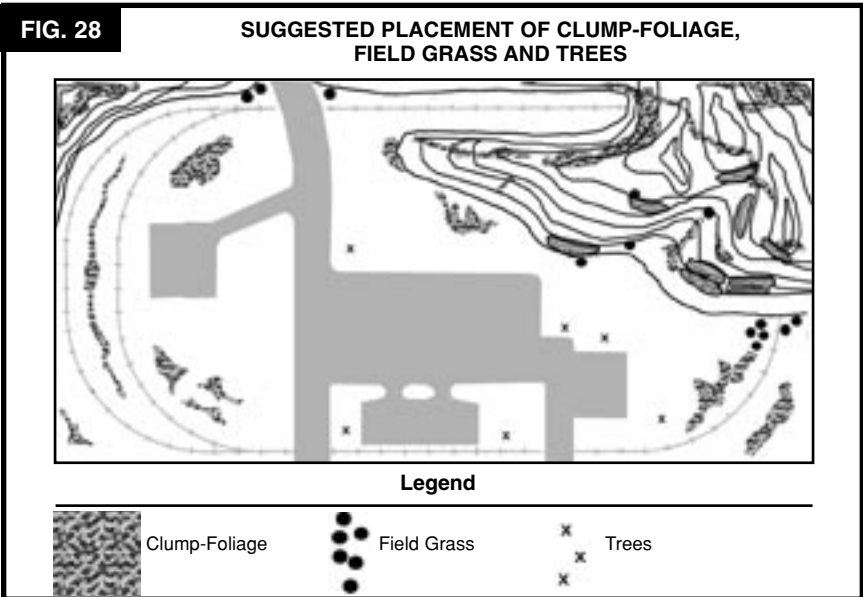 FIG. 28
SUGGESTED PLACEMENT OF CLUMP-FOLIAGE,
FIELD GRASS AND TREES
Legend
Clump-Foliage
Field Grass
Trees